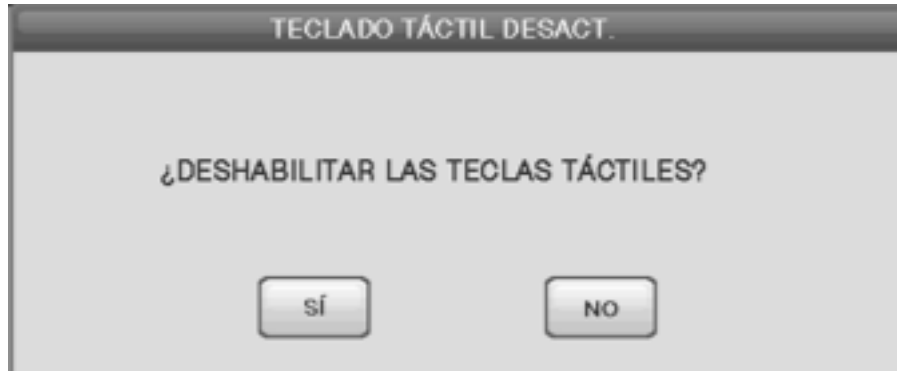 TECLADO TÁCTIL DESACT.
¿DESHABILITAR LAS TECLAS TÁCTILES?
SÍ NO